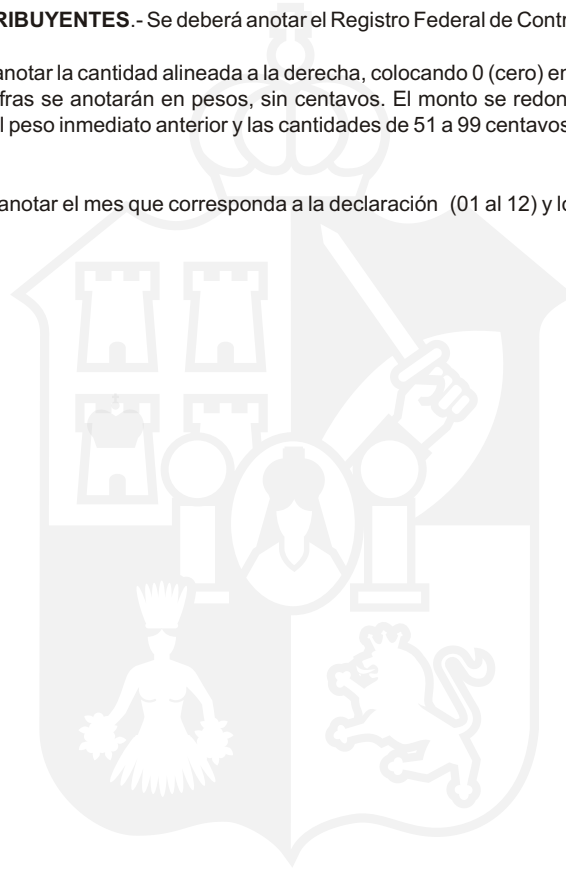 RIBUYENTES.- Se deberá anotar el Registro Federal de Contr
anotar la cantidad alineada a la derecha, colocando 0 (cero) en
fras se anotarán en pesos, sin centavos. El monto se redon
l peso inmediato anterior y las cantidades de 51 a 99 centavos
anotar el mes que corresponda a la declaración (01 al 12) y lo